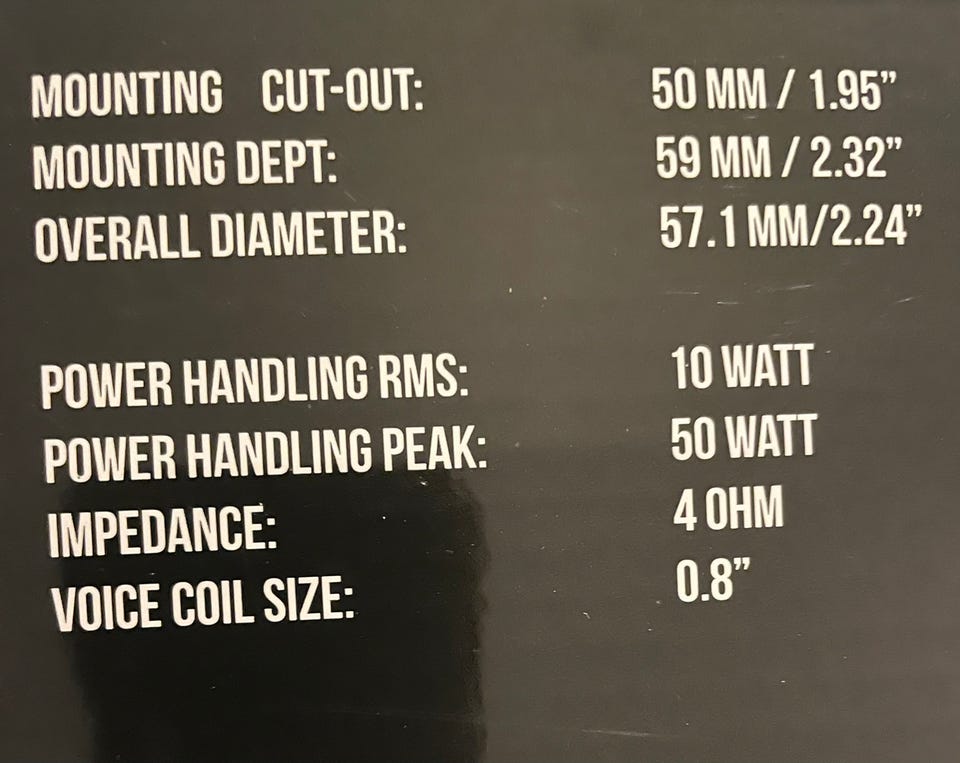 MOUNTING CUT-OUT: 50 MM / 1.95”
MOUNTING DEPT: 59 MM / 2.32”
OVERALL DIAMETER: 57.1 MM/2.24”
POWER HANDLING RMS: 10 WATT
POWER HANDLING PEAK: 50 WATT
IMPEDANCE: 4 OHM
VOICE COIL SIZE: 0.8”